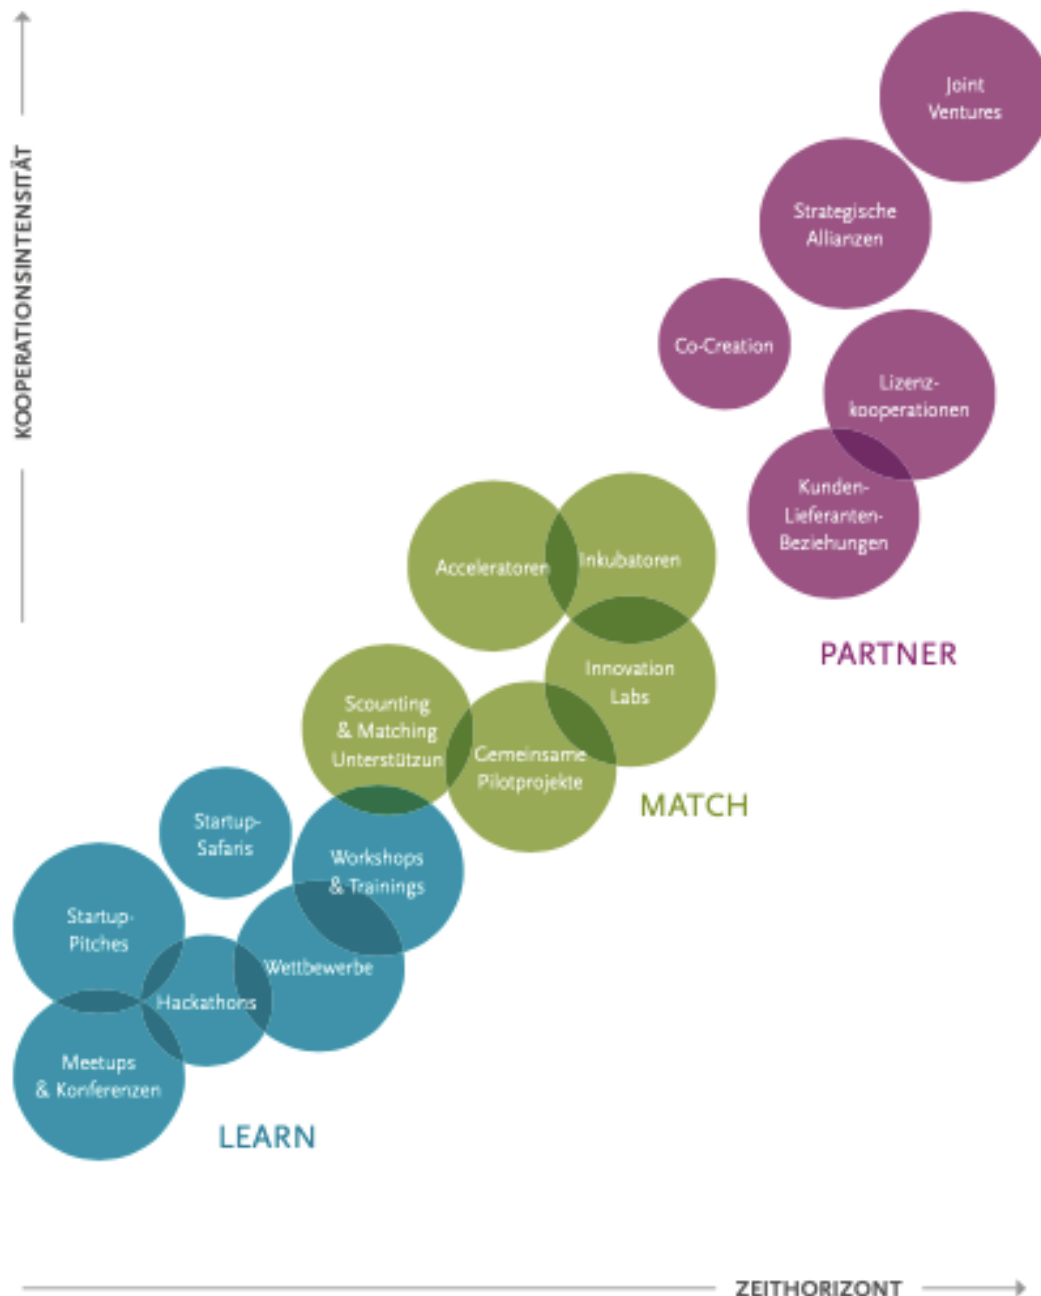 KOOPERATIONSINTENSITÄT
Joint
Ventures
Strategische
Allianzen
Co-Creation
Lizenz-
kooperationen
Kunden-
Lieferanten-
Beziehungen
PARTNER
Acceleratoren
Inkubatoren
Innovation
Labs
Scounting
& Matching
Unterstützun
Gemeinsame
Pilotprojekte
MATCH
Startup-
Safaris
Workshops
& Trainings
Startup-
Pitches
Wettbewerbe
Hackathons
Meetups
& Konferenzen
LEARN
ZEITHORIZONT